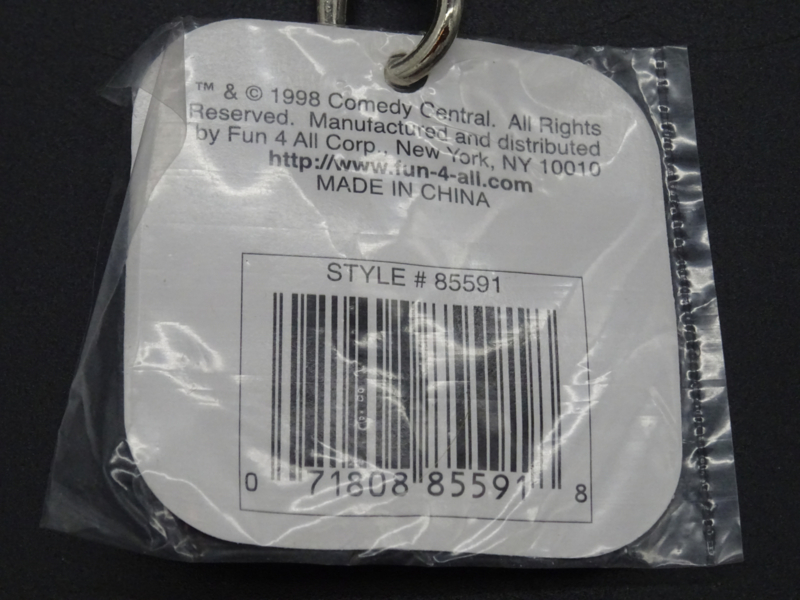 ™ & © 1998 Comedy Central. All Rights
Reserved. Manufactured and distributed
by Fun 4 All Corp., New York, NY 10010
http://www.fun-4-all.com
MADE IN CHINA
STYLE # 85591
0 71808 85591 8